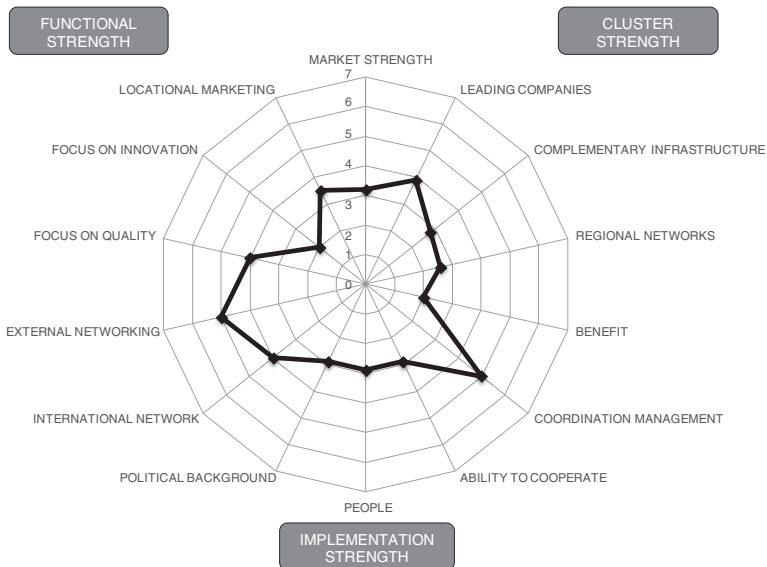 FUNCTIONAL
STRENGTH
CLUSTER
STRENGTH
MARKET STRENGTH
LOCATIONAL MARKETING
LEADING COMPANIES
FOCUS ON INNOVATION
COMPLEMENTARY INFRASTRUCTURE
FOCUS ON QUALITY
REGIONAL NETWORKS
EXTERNAL NETWORKING
BENEFIT
INTERNATIONAL NETWORK
COORDINATION MANAGEMENT
POLITICAL BACKGROUND
ABILITY TO COOPERATE
PEOPLE
7
6
5
4
3
2
1
0
IMPLEMENTATION
STRENGTH